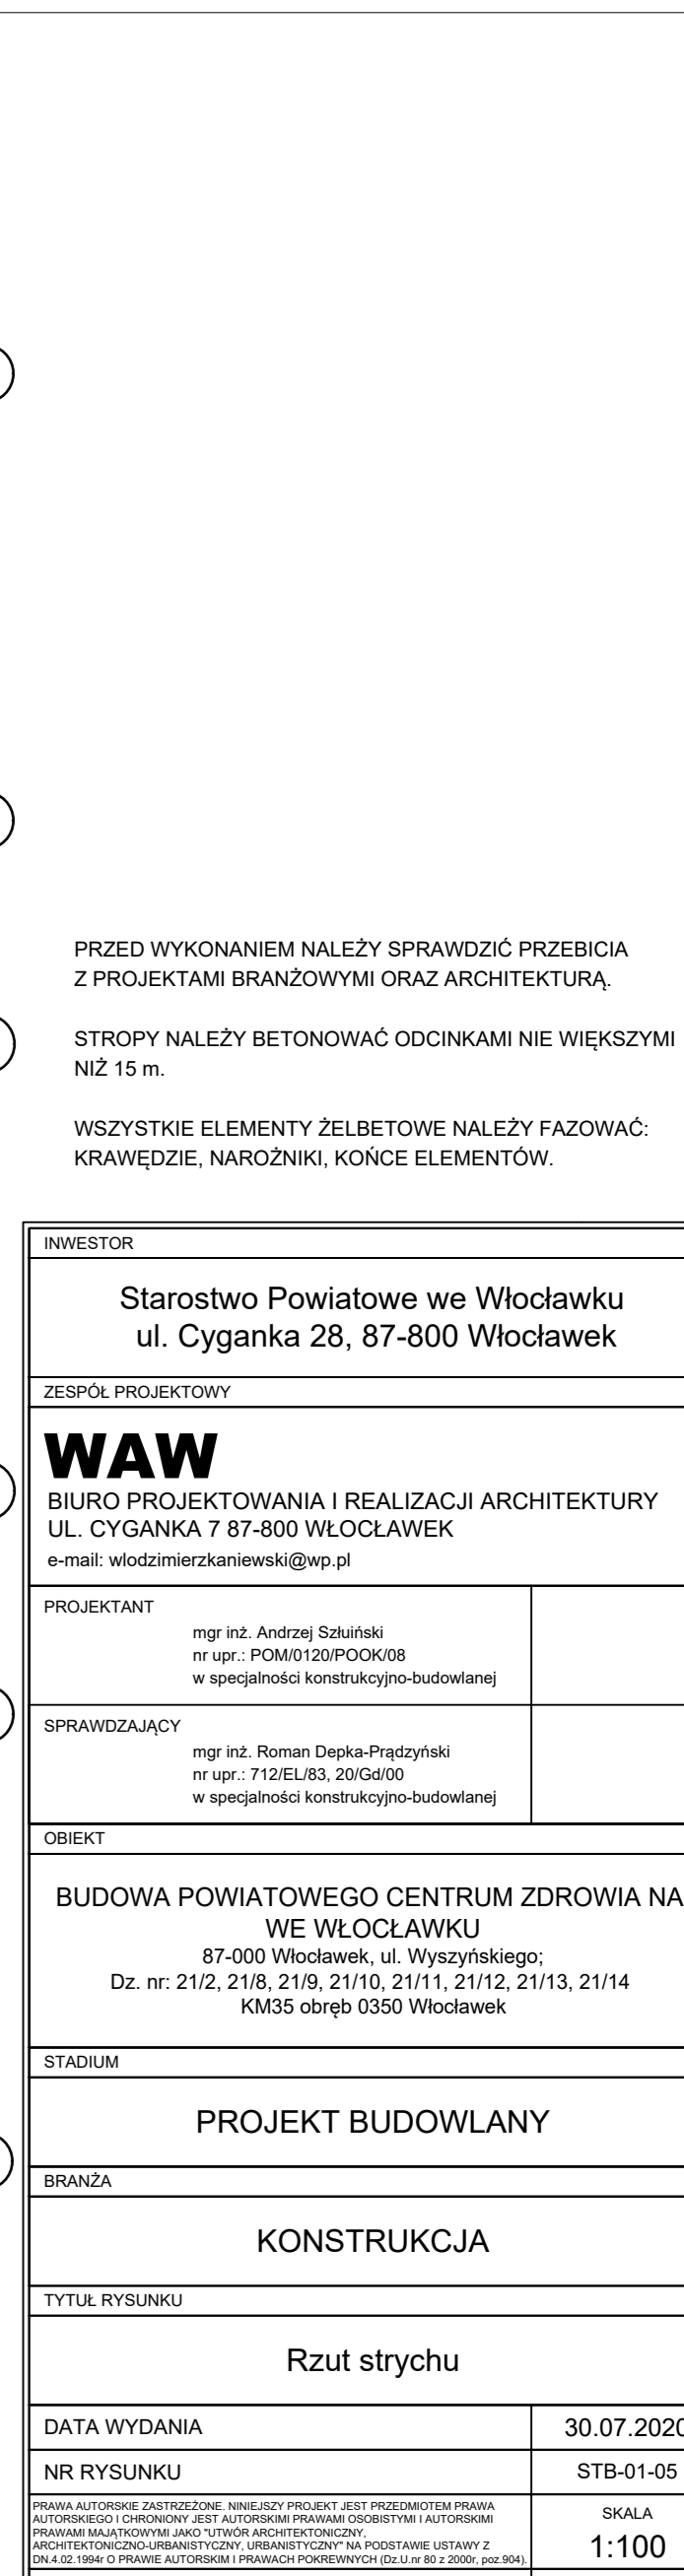 PRZED WYKONANIEM NALEŻY SPRAWDZIĆ PRZEBICIA
Z PROJEKTAMI BRANŻOWYMI ORAZ ARCHITEKTURĄ.
STROPY NALEŻY BETONOWAĆ ODCINKAMI NIE WIĘKSZYMI
NIŻ 15 m.
WSZYSTKIE ELEMENTY ŻELBETOWE NALEŻY FAZOWAĆ:
KRAWĘDZIE, NAROŻNIKI, KOŃCE ELEMENTÓW.
INWESTOR
Starostwo Powiatowe we Włocławku
ul. Cyganka 28, 87-800 Włocławek
ZESPÓŁ PROJEKTOWY
WAW
BIURO PROJEKTOWANIA I REALIZACJI ARCHITEKTURY
UL. CYGANKA 7 87-800 WŁOCŁAWEK
e-mail: wlodzimierzkaniewski@wp.pl
PROJEKTANT
mgr inż. Andrzej Szłuiński
nr upr.: POM/0120/POOK/08
w specjalności konstrukcyjno-budowlanej
SPRAWDZAJĄCY
mgr inż. Roman Depka-Prądzyński
nr upr.: 712/EL/83, 20/Gd/00
w specjalności konstrukcyjno-budowlanej
OBIEKT
BUDOWA POWIATOWEGO CENTRUM ZDROWIA NA
WE WŁOCŁAWKU
87-000 Włocławek, ul. Wyszyńskiego;
Dz. nr: 21/2, 21/8, 21/9, 21/10, 21/11, 21/12, 21/13, 21/14
KM35 obręb 0350 Włocławek
STADIUM
PROJEKT BUDOWLANY
BRANŻA
KONSTRUKCJA
TYTUŁ RYSUNKU
Rzut strychu
DATA WYDANIA 30.07.2020
NR RYSUNKU STB-01-05
PRAWA AUTORSKIE ZASTRZEŻONE. NINIEJSZY PROJEKT JEST PRZEDMIOTEM PRAWA
AUTORSKIEGO I CHRONIONY JEST AUTORSKIMI PRAWAMI OSOBISTYMI I AUTORSKIMI
PRAWAMI MAJĄTKOWYMI JAKO "UTWÓR ARCHITEKTONICZNY,
ARCHITEKTONICZNO-URBANISTYCZNY, URBANISTYCZNY" NA PODSTAWIE USTAWY Z
DN.4.02.1994r O PRAWIE AUTORSKIM I PRAWACH POKREWNYCH (Dz.U.nr 80 z 2000r, poz.904).
SKALA
1:100